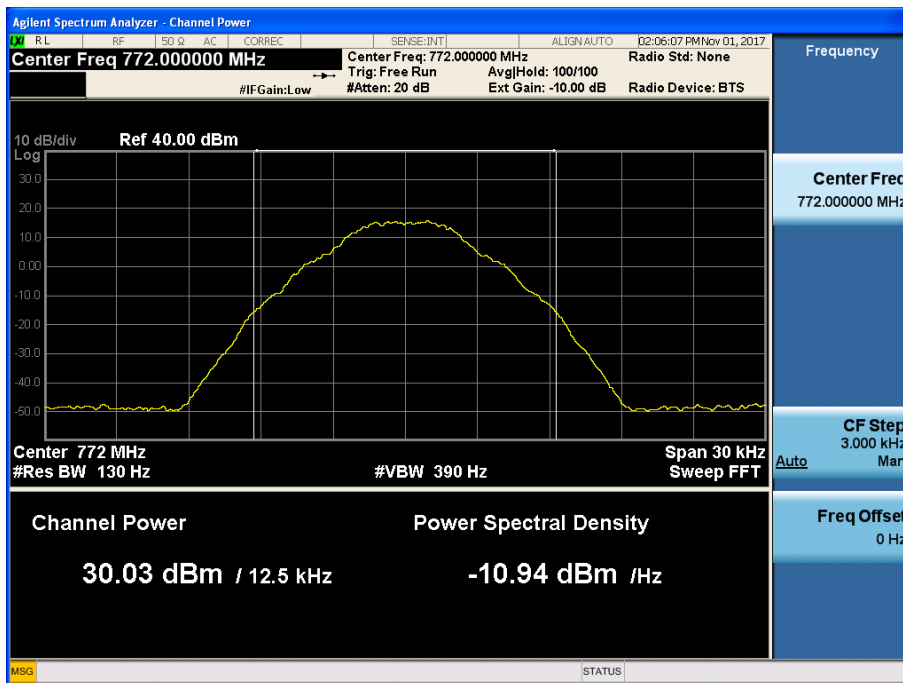 Agilent Spectrum Analyzer - Channel Power
LXI RL RF 50 Ω AC CORREC SENSE:INT ALIGN AUTO 02:06:07 PM Nov 01, 2017
Center Freq 772.000000 MHz
Center Freq: 772.000000 MHz Radio Std: None
Trig: Free Run Avg|Hold: 100/100
#IFGain:Low #Atten: 20 dB Ext Gain: -10.00 dB Radio Device: BTS
10 dB/div Ref 40.00 dBm
Log
30.0
20.0
10.0
0.00
-10.0
-20.0
-30.0
-40.0
-50.0
Center 772 MHz Span 30 kHz
#Res BW 130 Hz #VBW 390 Hz Sweep FFT
Channel Power Power Spectral Density
30.03 dBm / 12.5 kHz -10.94 dBm /Hz
MSG STATUS
Frequency
Center Freq
772.000000 MHz
CF Step
3.000 kHz
Auto Man
Freq Offset
0 Hz